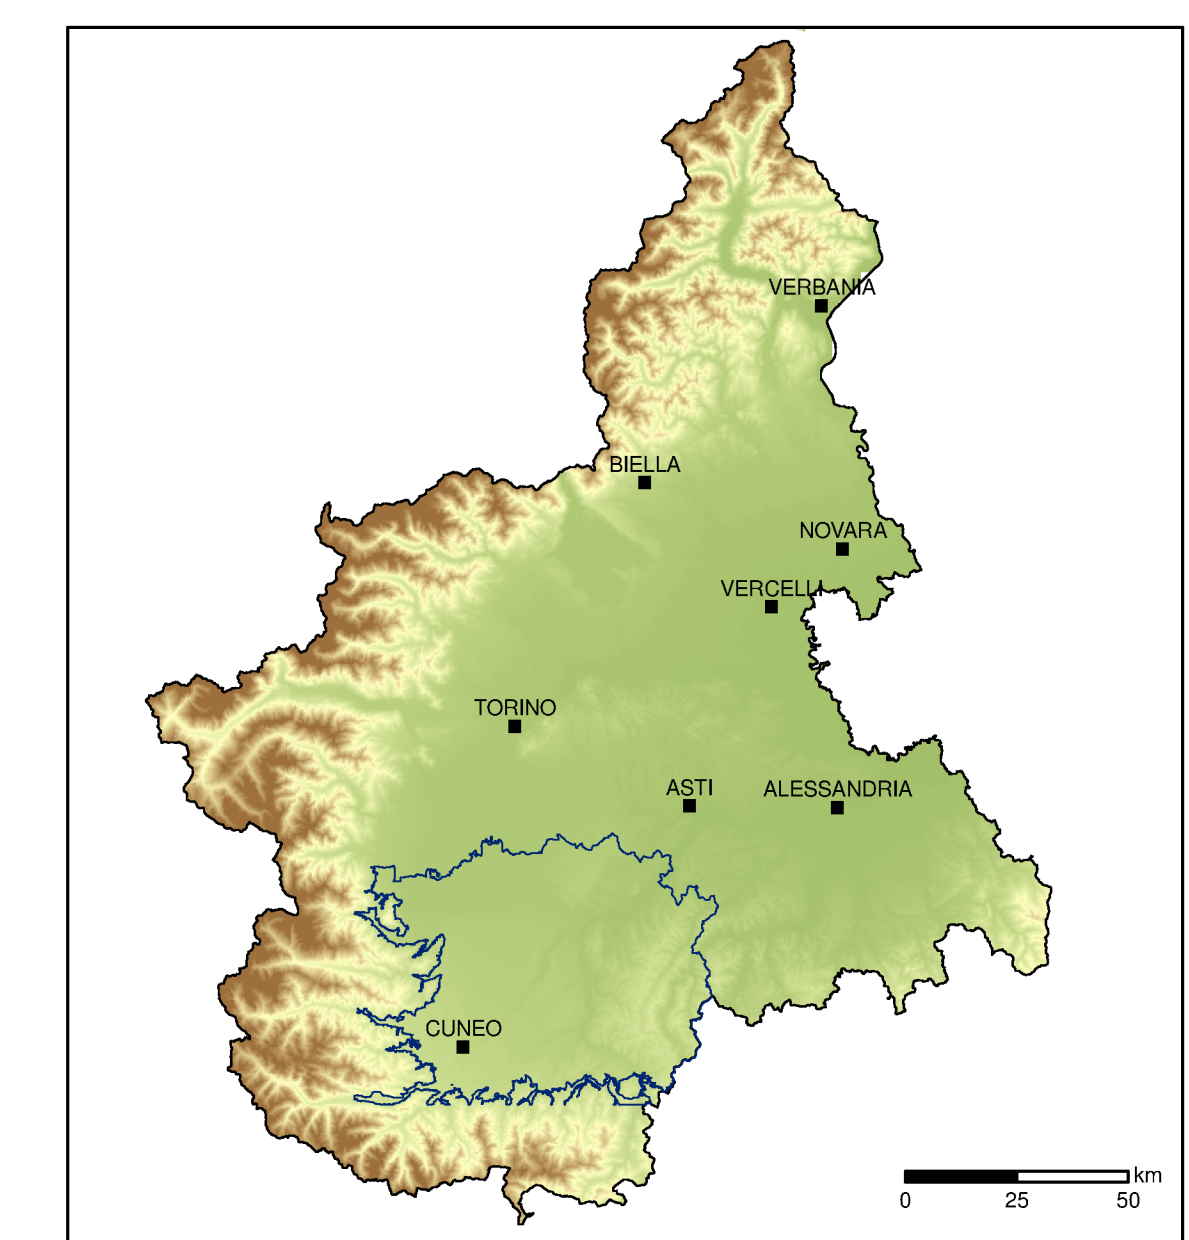 VERBANIA
BIELLA
NOVARA
VERCELLI
TORINO
ASTI
ALESSANDRIA
CUNEO
km
0 25 50